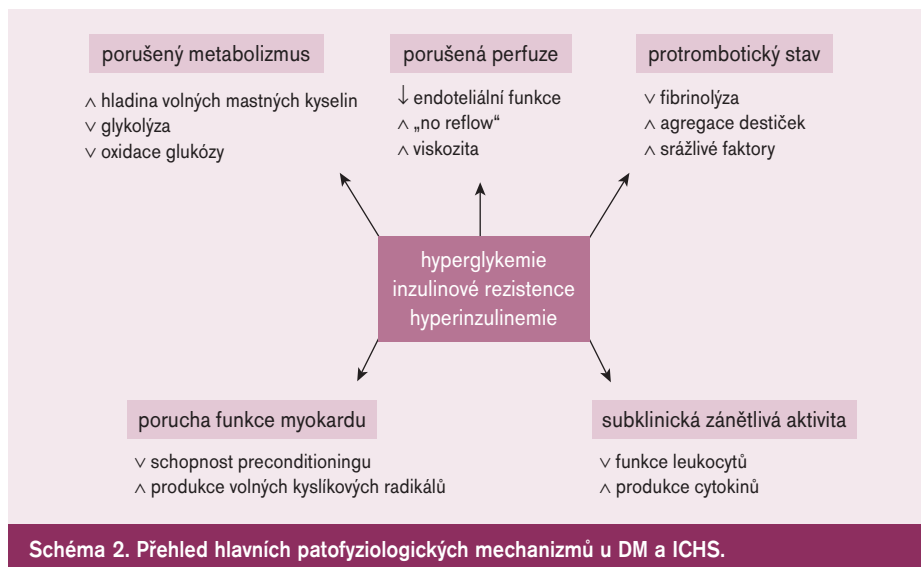 porušený metabolizmus
∧ hladina volných mastných kyselin
∨ glykolýza
∨ oxidace glukózy
porušená perfuze
↓ endoteliální funkce
∧ „no reflow“
∧ viskozita
protrombotický stav
∨ fibrinolýza
∧ agregace destiček
∧ srážlivé faktory
hyperglykemie
inzulinové rezistence
hyperinzulinemie
porucha funkce myokardu
∨ schopnost preconditioningu
∧ produkce volných kyslíkových radikálů
subklinická zánětlivá aktivita
∨ funkce leukocytů
∧ produkce cytokinů
Schéma 2. Přehled hlavních patofyziologických mechanizmů u DM a ICHS.